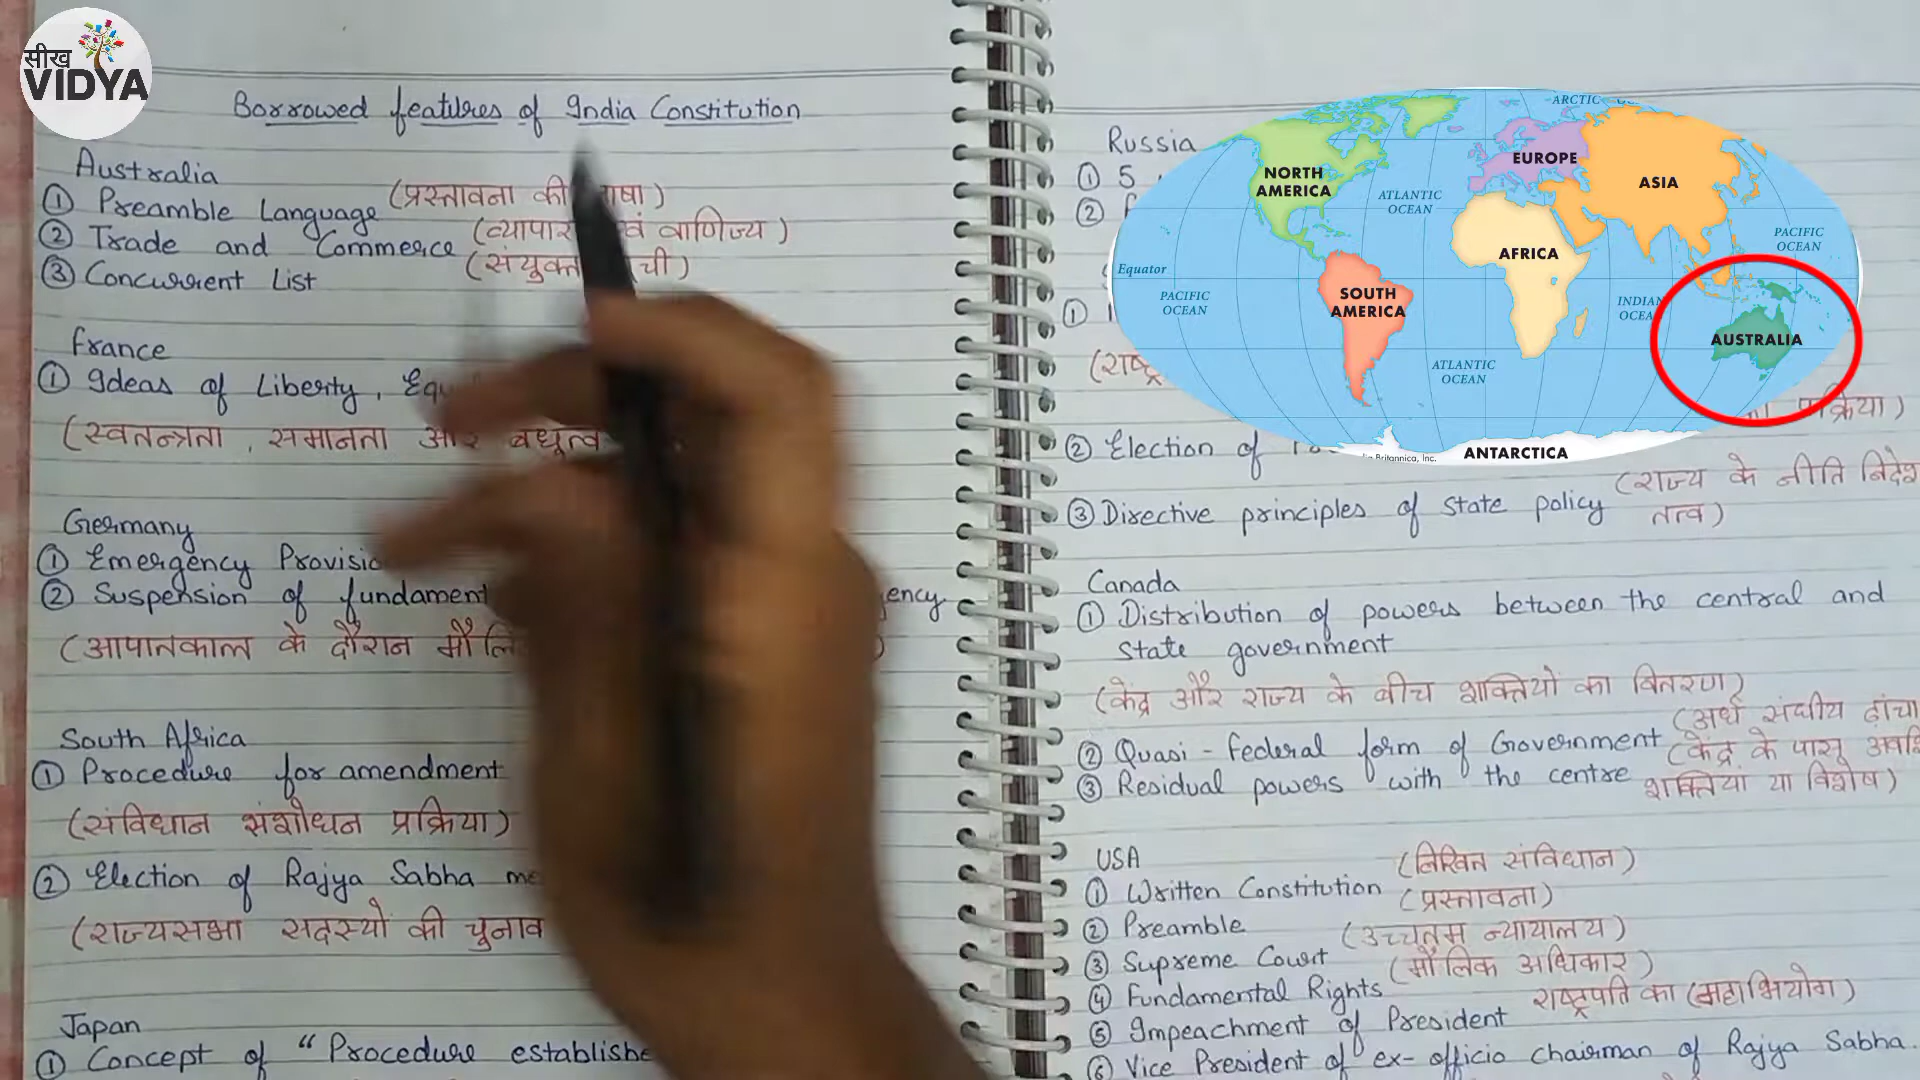 सीख
VIDYA
Borrowed features of India Constitution
Australia
① Preamble Language (प्रस्तावना की
② Trade and Commerce (व्यापार वं वाणिज्य)
③ Concurrent List (संयुक्त ची)
France
① Ideas of Liberty, Equ
(स्वतन्त्रता, समानता और बंधुत्व
Germany
① Emergency Provisio
② Suspension of fundament gency
(आपातकाल के दौरान मौलि )
South Africa
① Procedure for amendment
(संविधान संशोधन प्रक्रिया)
② Election of Rajya Sabha me
(राज्यसभा सदस्यों की चुनाव
Japan
① Concept of "Procedure establishe
Russia
① 5
②
①
(राष्ट्र
प्रक्रिया)
② Election of
③ Directive principles of state policy (राज्य के नीति निदेश
तत्व)
Canada
① Distribution of powers between the central and
state government
(केंद्र और राज्य के बीच शक्तियों का वितरण)
② Quasi - Federal form of Government (अर्ध संघीय ढांचा
③ Residual powers with the centre (केंद्र के पास अवशि
शक्तियां या विशेष)
USA
① Written Constitution (लिखित संविधान)
② Preamble (प्रस्तावना)
③ Supreme Court (उच्चतम न्यायालय)
④ Fundamental Rights (मौलिक अधिकार)
⑤ Impeachment of President राष्ट्रपति का (महाभियोग)
⑥ Vice President of ex-officio chairman of Rajya Sabha.
ARCTIC
NORTH
AMERICA
EUROPE
ASIA
ATLANTIC
OCEAN
PACIFIC
OCEAN
AFRICA
Equator
PACIFIC
OCEAN
SOUTH
AMERICA
INDIAN
OCEA
AUSTRALIA
ATLANTIC
OCEAN
Britannica, Inc.
ANTARCTICA